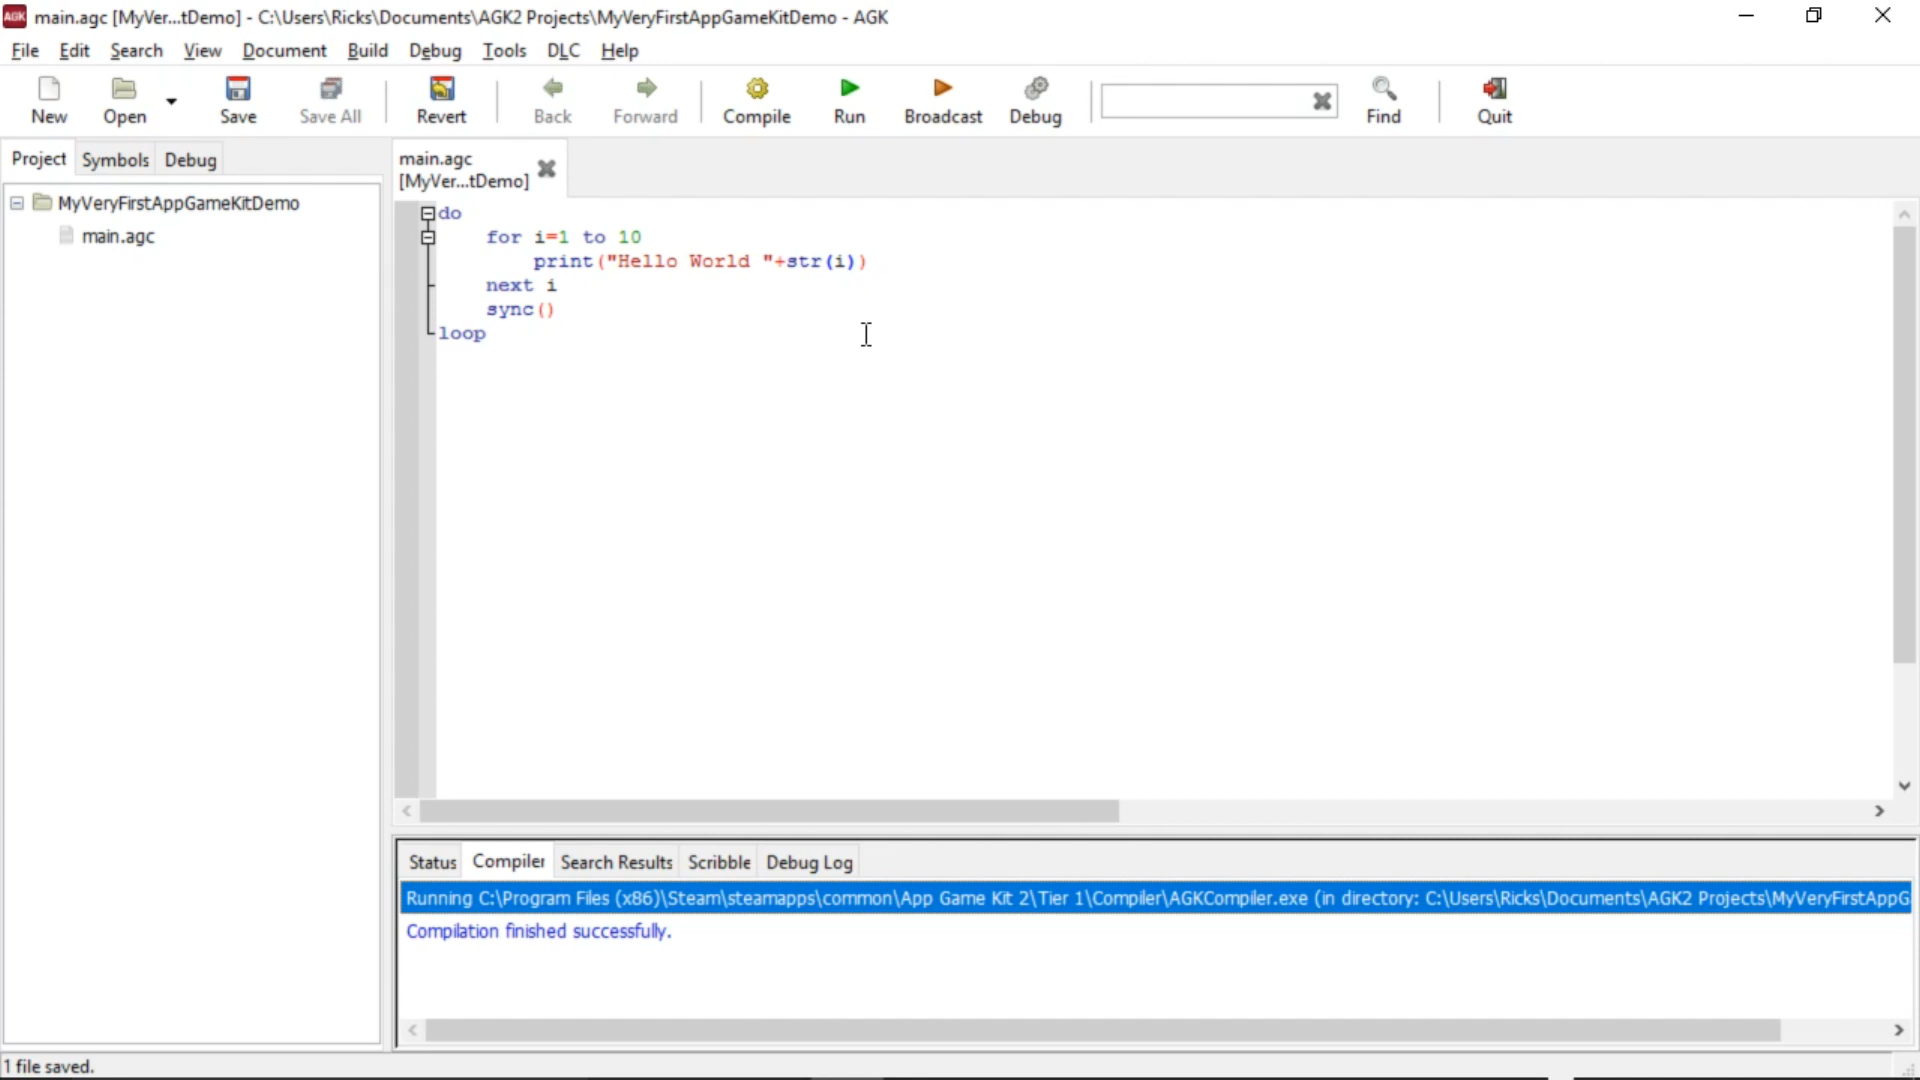 AGK main.agc [MyVer...tDemo] - C:\Users\Ricks\Documents\AGK2 Projects\MyVeryFirstAppGameKitDemo - AGK
File Edit Search View Document Build Debug Tools DLC Help
New Open Save Save All Revert Back Forward Compile Run Broadcast Debug Find Quit
Project Symbols Debug
main.agc
[MyVer...tDemo]
MyVeryFirstAppGameKitDemo
main.agc
do
for i=1 to 10
print("Hello World "+str(i))
next i
sync()
loop
Status Compiler Search Results Scribble Debug Log
Running C:\Program Files (x86)\Steam\steamapps\common\App Game Kit 2\Tier 1\Compiler\AGKCompiler.exe (in directory: C:\Users\Ricks\Documents\AGK2 Projects\MyVeryFirstAppG
Compilation finished successfully.
1 file saved.